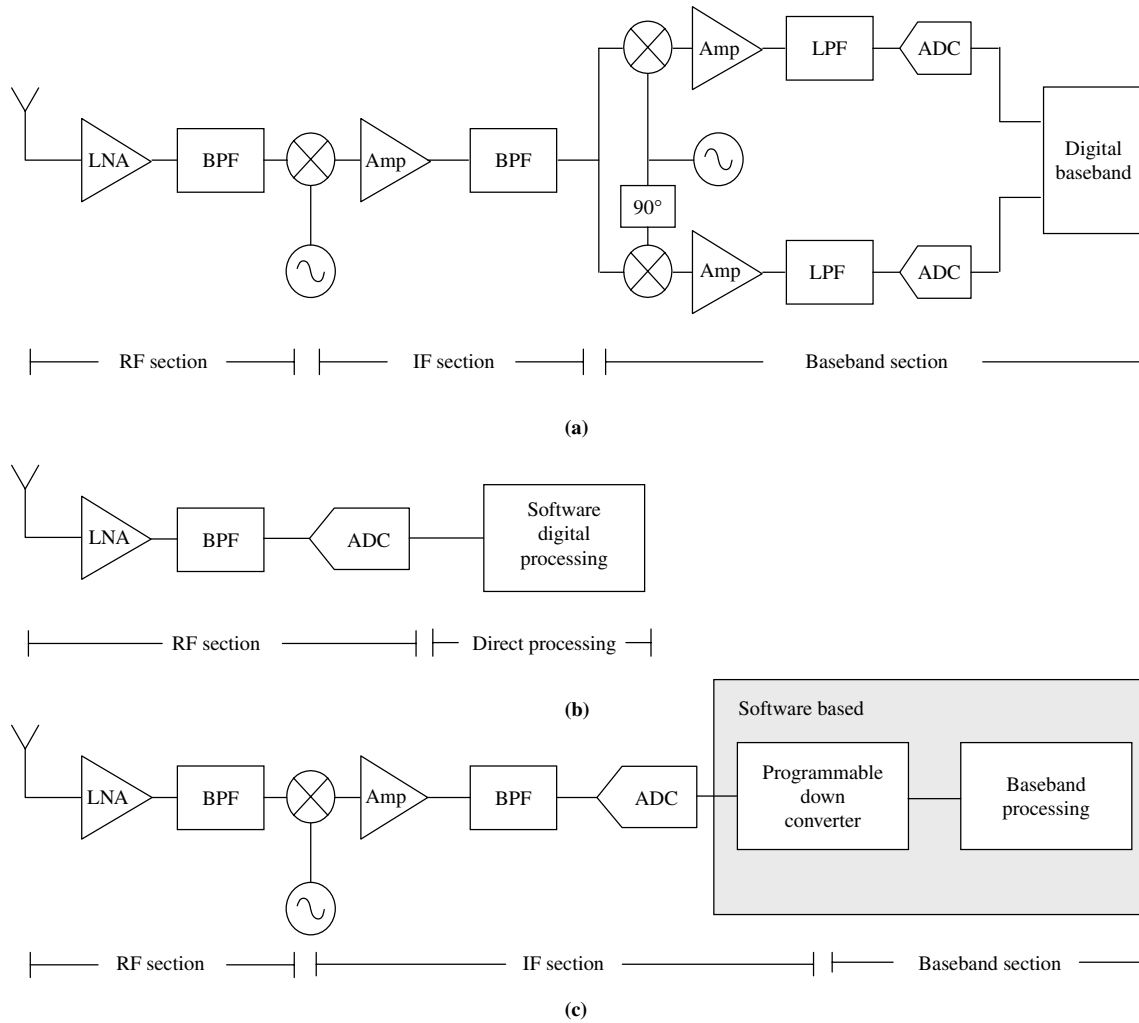 Amp
LPF
ADC
LNA
BPF
Amp
BPF
90°
Digital
baseband
Amp
LPF
ADC
RF section
IF section
Baseband section
(a)
LNA
BPF
ADC
Software
digital
processing
RF section
Direct processing
(b)
Software based
LNA
BPF
Amp
BPF
ADC
Programmable
down
converter
Baseband
processing
RF section
IF section
Baseband section
(c)